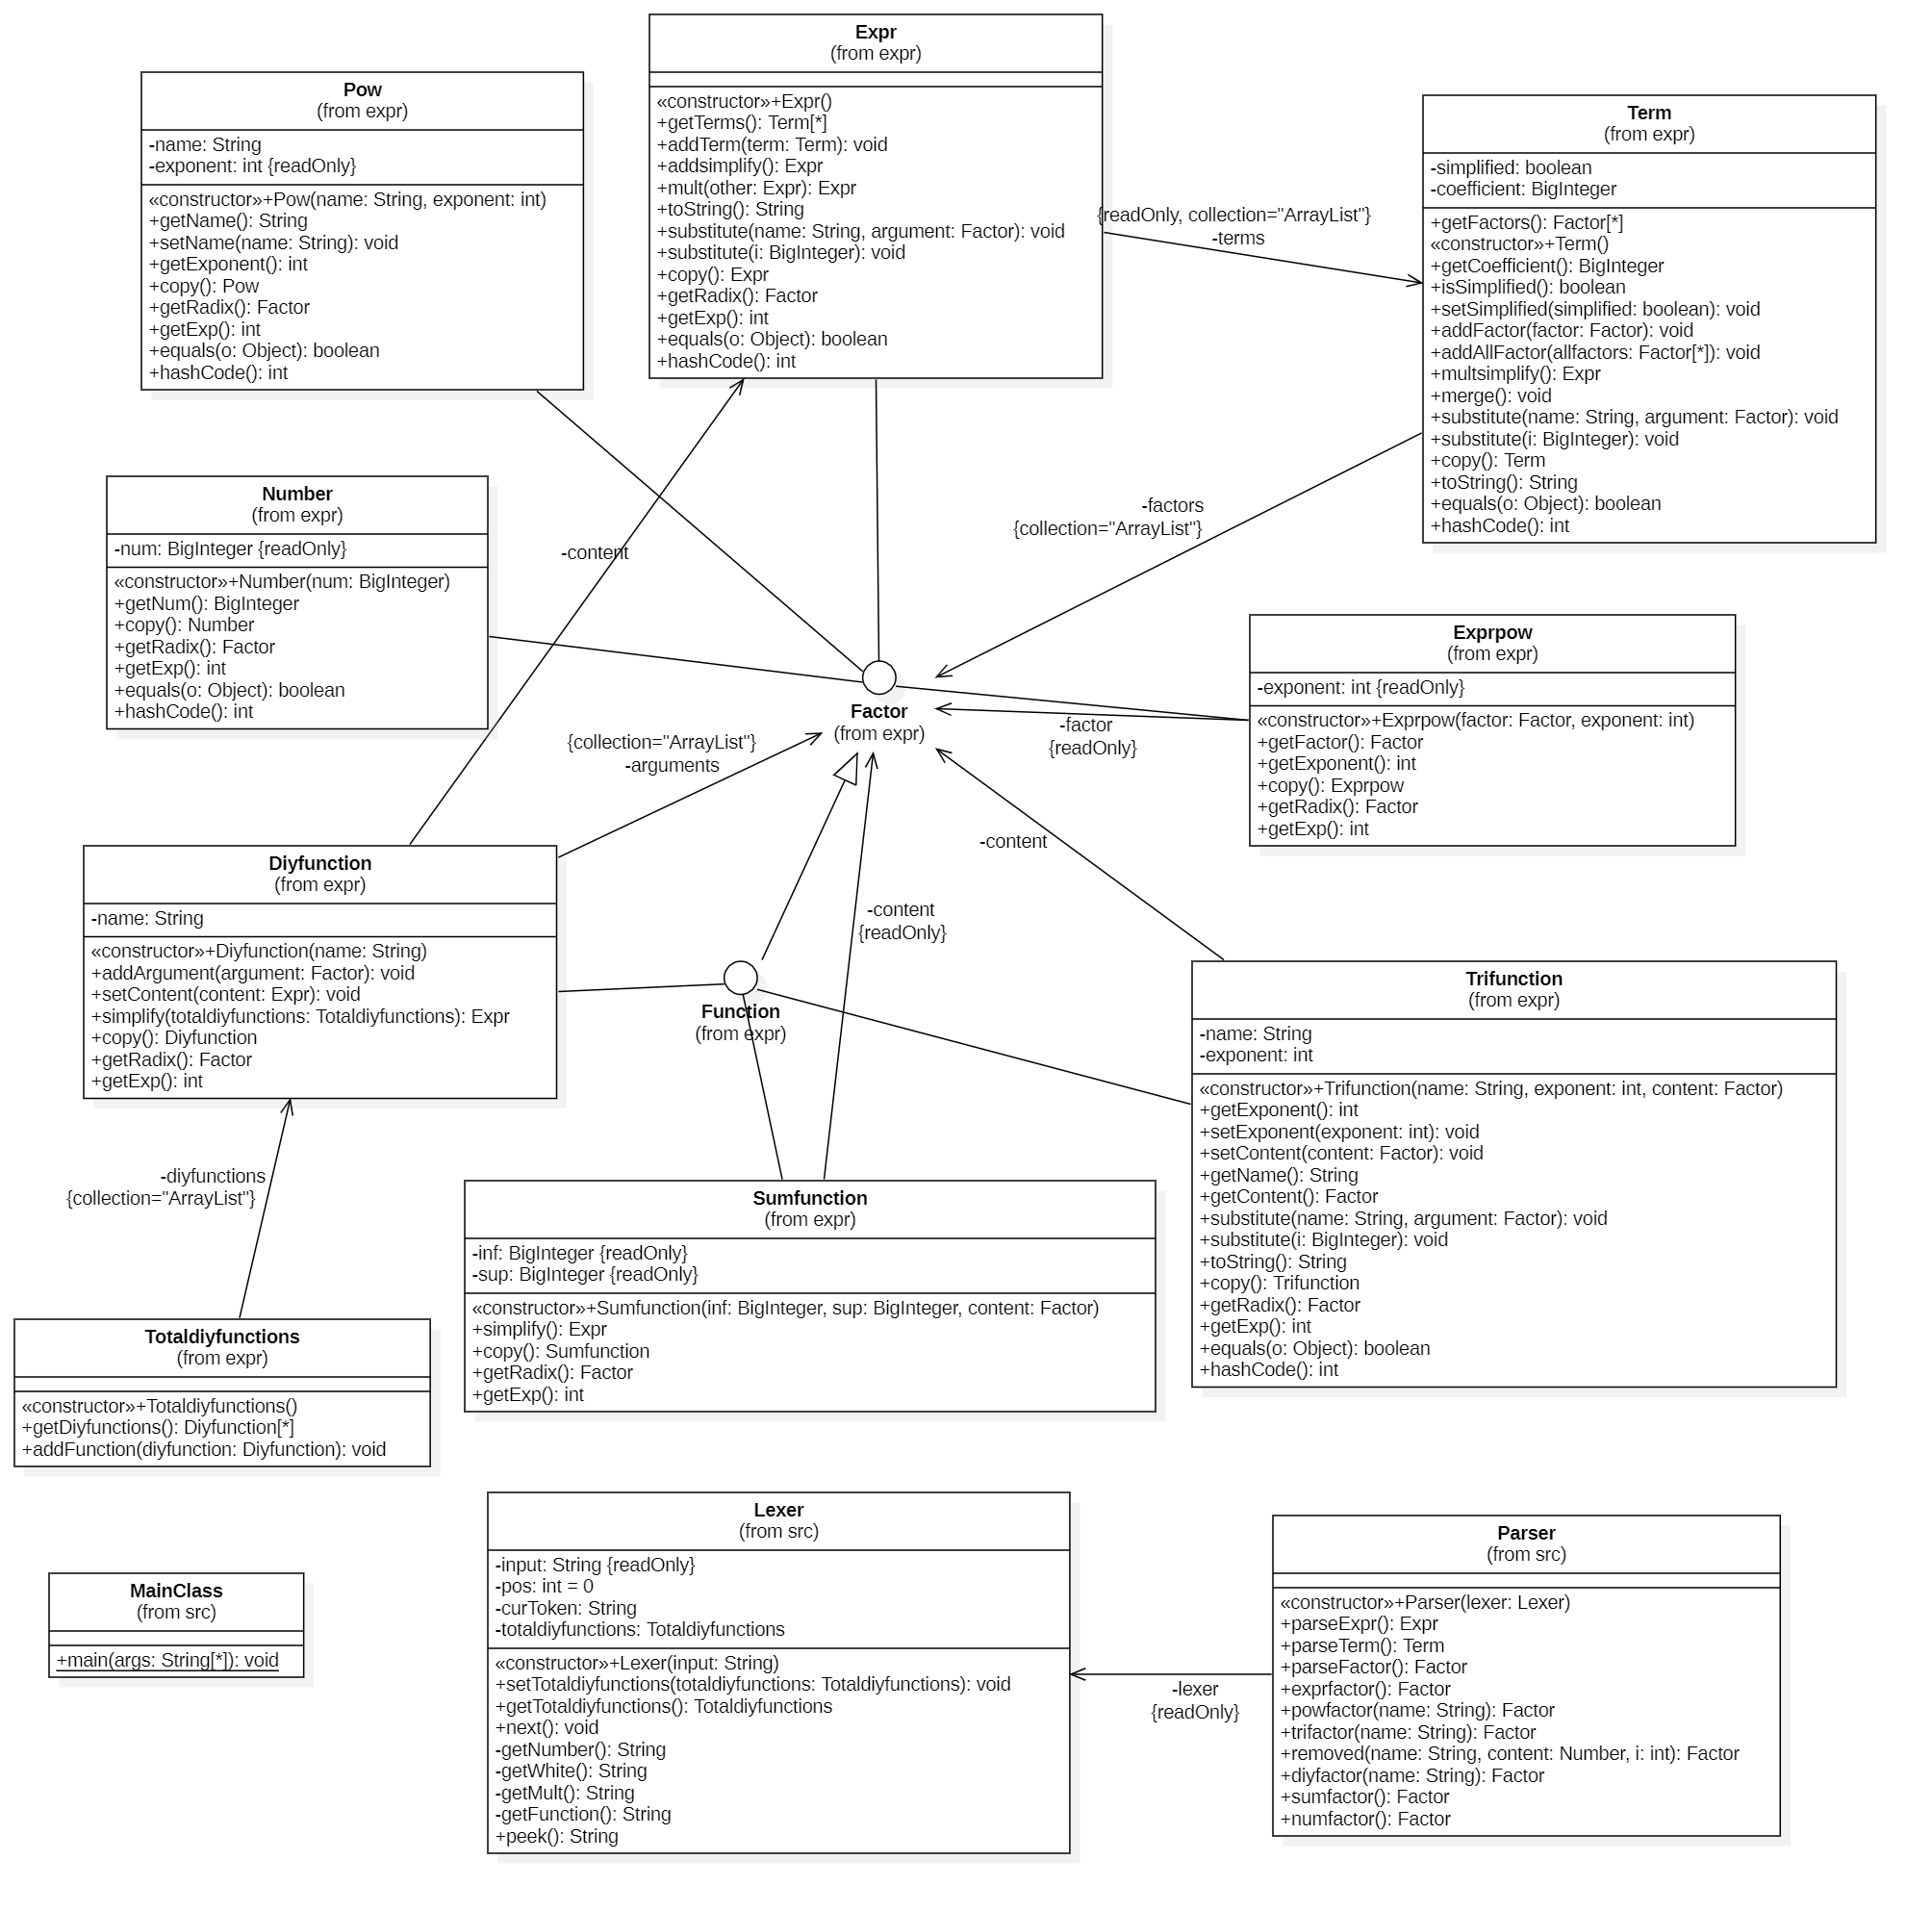 Expr
(from expr)
«constructor»+Expr()
+getTerms(): Term[*]
+addTerm(term: Term): void
+addsimplify(): Expr
+mult(other: Expr): Expr
+toString(): String
+substitute(name: String, argument: Factor): void
+substitute(i: BigInteger): void
+copy(): Expr
+getRadix(): Factor
+getExp(): int
+equals(o: Object): boolean
+hashCode(): int
Pow
(from expr)
-name: String
-exponent: int {readOnly}
«constructor»+Pow(name: String, exponent: int)
+getName(): String
+setName(name: String): void
+getExponent(): int
+copy(): Pow
+getRadix(): Factor
+getExp(): int
+equals(o: Object): boolean
+hashCode(): int
Term
(from expr)
-simplified: boolean
-coefficient: BigInteger
+getFactors(): Factor[*]
«constructor»+Term()
+getCoefficient(): BigInteger
+isSimplified(): boolean
+setSimplified(simplified: boolean): void
+addFactor(factor: Factor): void
+addAllFactor(allfactors: Factor[*]): void
+multsimplify(): Expr
+merge(): void
+substitute(name: String, argument: Factor): void
+substitute(i: BigInteger): void
+copy(): Term
+toString(): String
+equals(o: Object): boolean
+hashCode(): int
{readOnly, collection="ArrayList"}
-terms
Number
(from expr)
-num: BigInteger {readOnly}
«constructor»+Number(num: BigInteger)
+getNum(): BigInteger
+copy(): Number
+getRadix(): Factor
+getExp(): int
+equals(o: Object): boolean
+hashCode(): int
-content
-factors
{collection="ArrayList"}
Exprpow
(from expr)
-exponent: int {readOnly}
«constructor»+Exprpow(factor: Factor, exponent: int)
+getFactor(): Factor
+getExponent(): int
+copy(): Exprpow
+getRadix(): Factor
+getExp(): int
Factor
(from expr)
-factor
{readOnly}
{collection="ArrayList"}
-arguments
-content
Diyfunction
(from expr)
-name: String
«constructor»+Diyfunction(name: String)
+addArgument(argument: Factor): void
+setContent(content: Expr): void
+simplify(totaldiyfunctions: Totaldiyfunctions): Expr
+copy(): Diyfunction
+getRadix(): Factor
+getExp(): int
-content
{readOnly}
Function
(from expr)
Trifunction
(from expr)
-name: String
-exponent: int
«constructor»+Trifunction(name: String, exponent: int, content: Factor)
+getExponent(): int
+setExponent(exponent: int): void
+setContent(content: Factor): void
+getName(): String
+getContent(): Factor
+substitute(name: String, argument: Factor): void
+substitute(i: BigInteger): void
+toString(): String
+copy(): Trifunction
+getRadix(): Factor
+getExp(): int
+equals(o: Object): boolean
+hashCode(): int
-diyfunctions
{collection="ArrayList"}
Sumfunction
(from expr)
-inf: BigInteger {readOnly}
-sup: BigInteger {readOnly}
«constructor»+Sumfunction(inf: BigInteger, sup: BigInteger, content: Factor)
+simplify(): Expr
+copy(): Sumfunction
+getRadix(): Factor
+getExp(): int
Totaldiyfunctions
(from expr)
«constructor»+Totaldiyfunctions()
+getDiyfunctions(): Diyfunction[*]
+addFunction(diyfunction: Diyfunction): void
Lexer
(from src)
-input: String {readOnly}
-pos: int = 0
-curToken: String
-totaldiyfunctions: Totaldiyfunctions
«constructor»+Lexer(input: String)
+setTotaldiyfunctions(totaldiyfunctions: Totaldiyfunctions): void
+getTotaldiyfunctions(): Totaldiyfunctions
+next(): void
-getNumber(): String
-getWhite(): String
-getMult(): String
-getFunction(): String
+peek(): String
Parser
(from src)
«constructor»+Parser(lexer: Lexer)
+parseExpr(): Expr
+parseTerm(): Term
+parseFactor(): Factor
+exprfactor(): Factor
+powfactor(name: String): Factor
+trifactor(name: String): Factor
+removed(name: String, content: Number, i: int): Factor
+diyfactor(name: String): Factor
+sumfactor(): Factor
+numfactor(): Factor
-lexer
{readOnly}
MainClass
(from src)
+main(args: String[*]): void